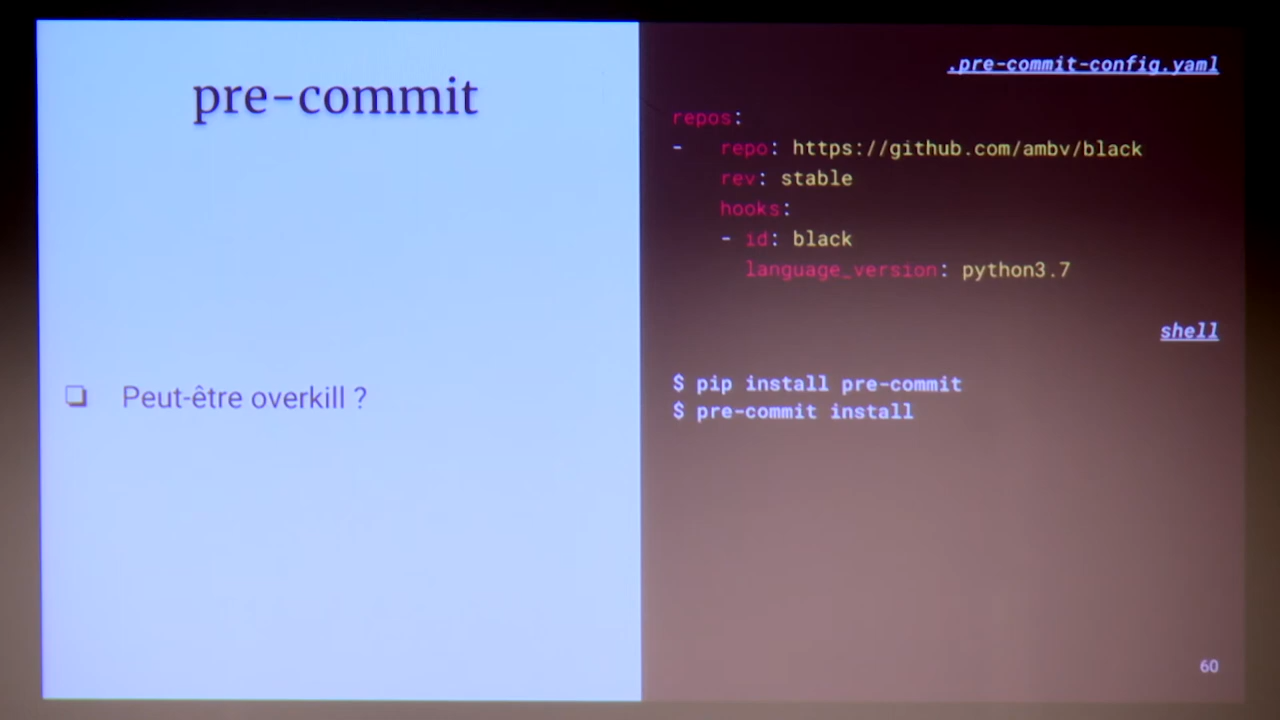 pre-commit
❏ Peut-être overkill ?
.pre-commit-config.yaml
repos:
-   repo: https://github.com/ambv/black
    rev: stable
    hooks:
    - id: black
      language_version: python3.7
shell
$ pip install pre-commit
$ pre-commit install
60